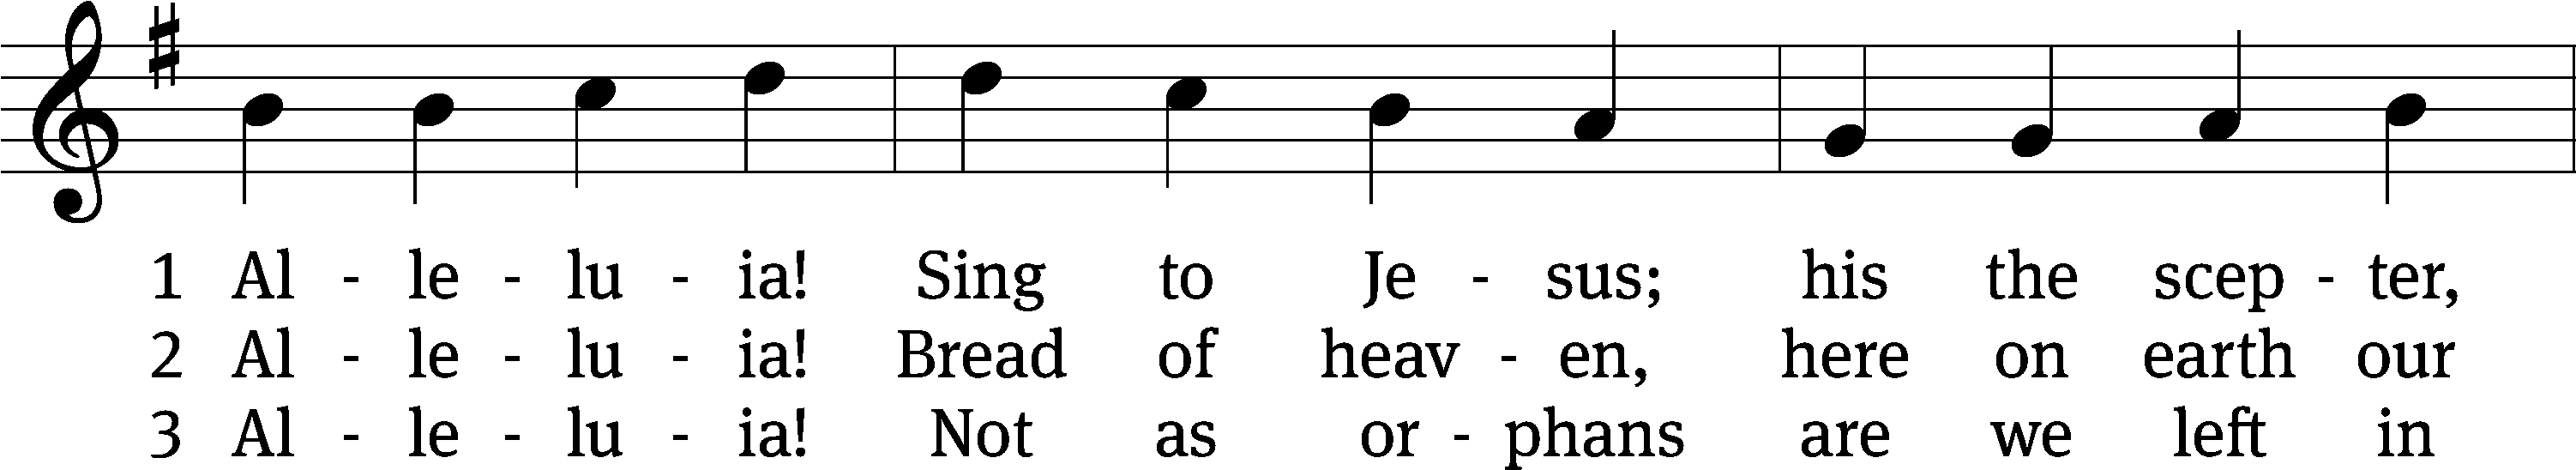 1 Al - le - lu - ia! Sing to Je - sus; his the scep - ter,
2 Al - le - lu - ia! Bread of heav - en, here on earth our
3 Al - le - lu - ia! Not as or - phans are we left in